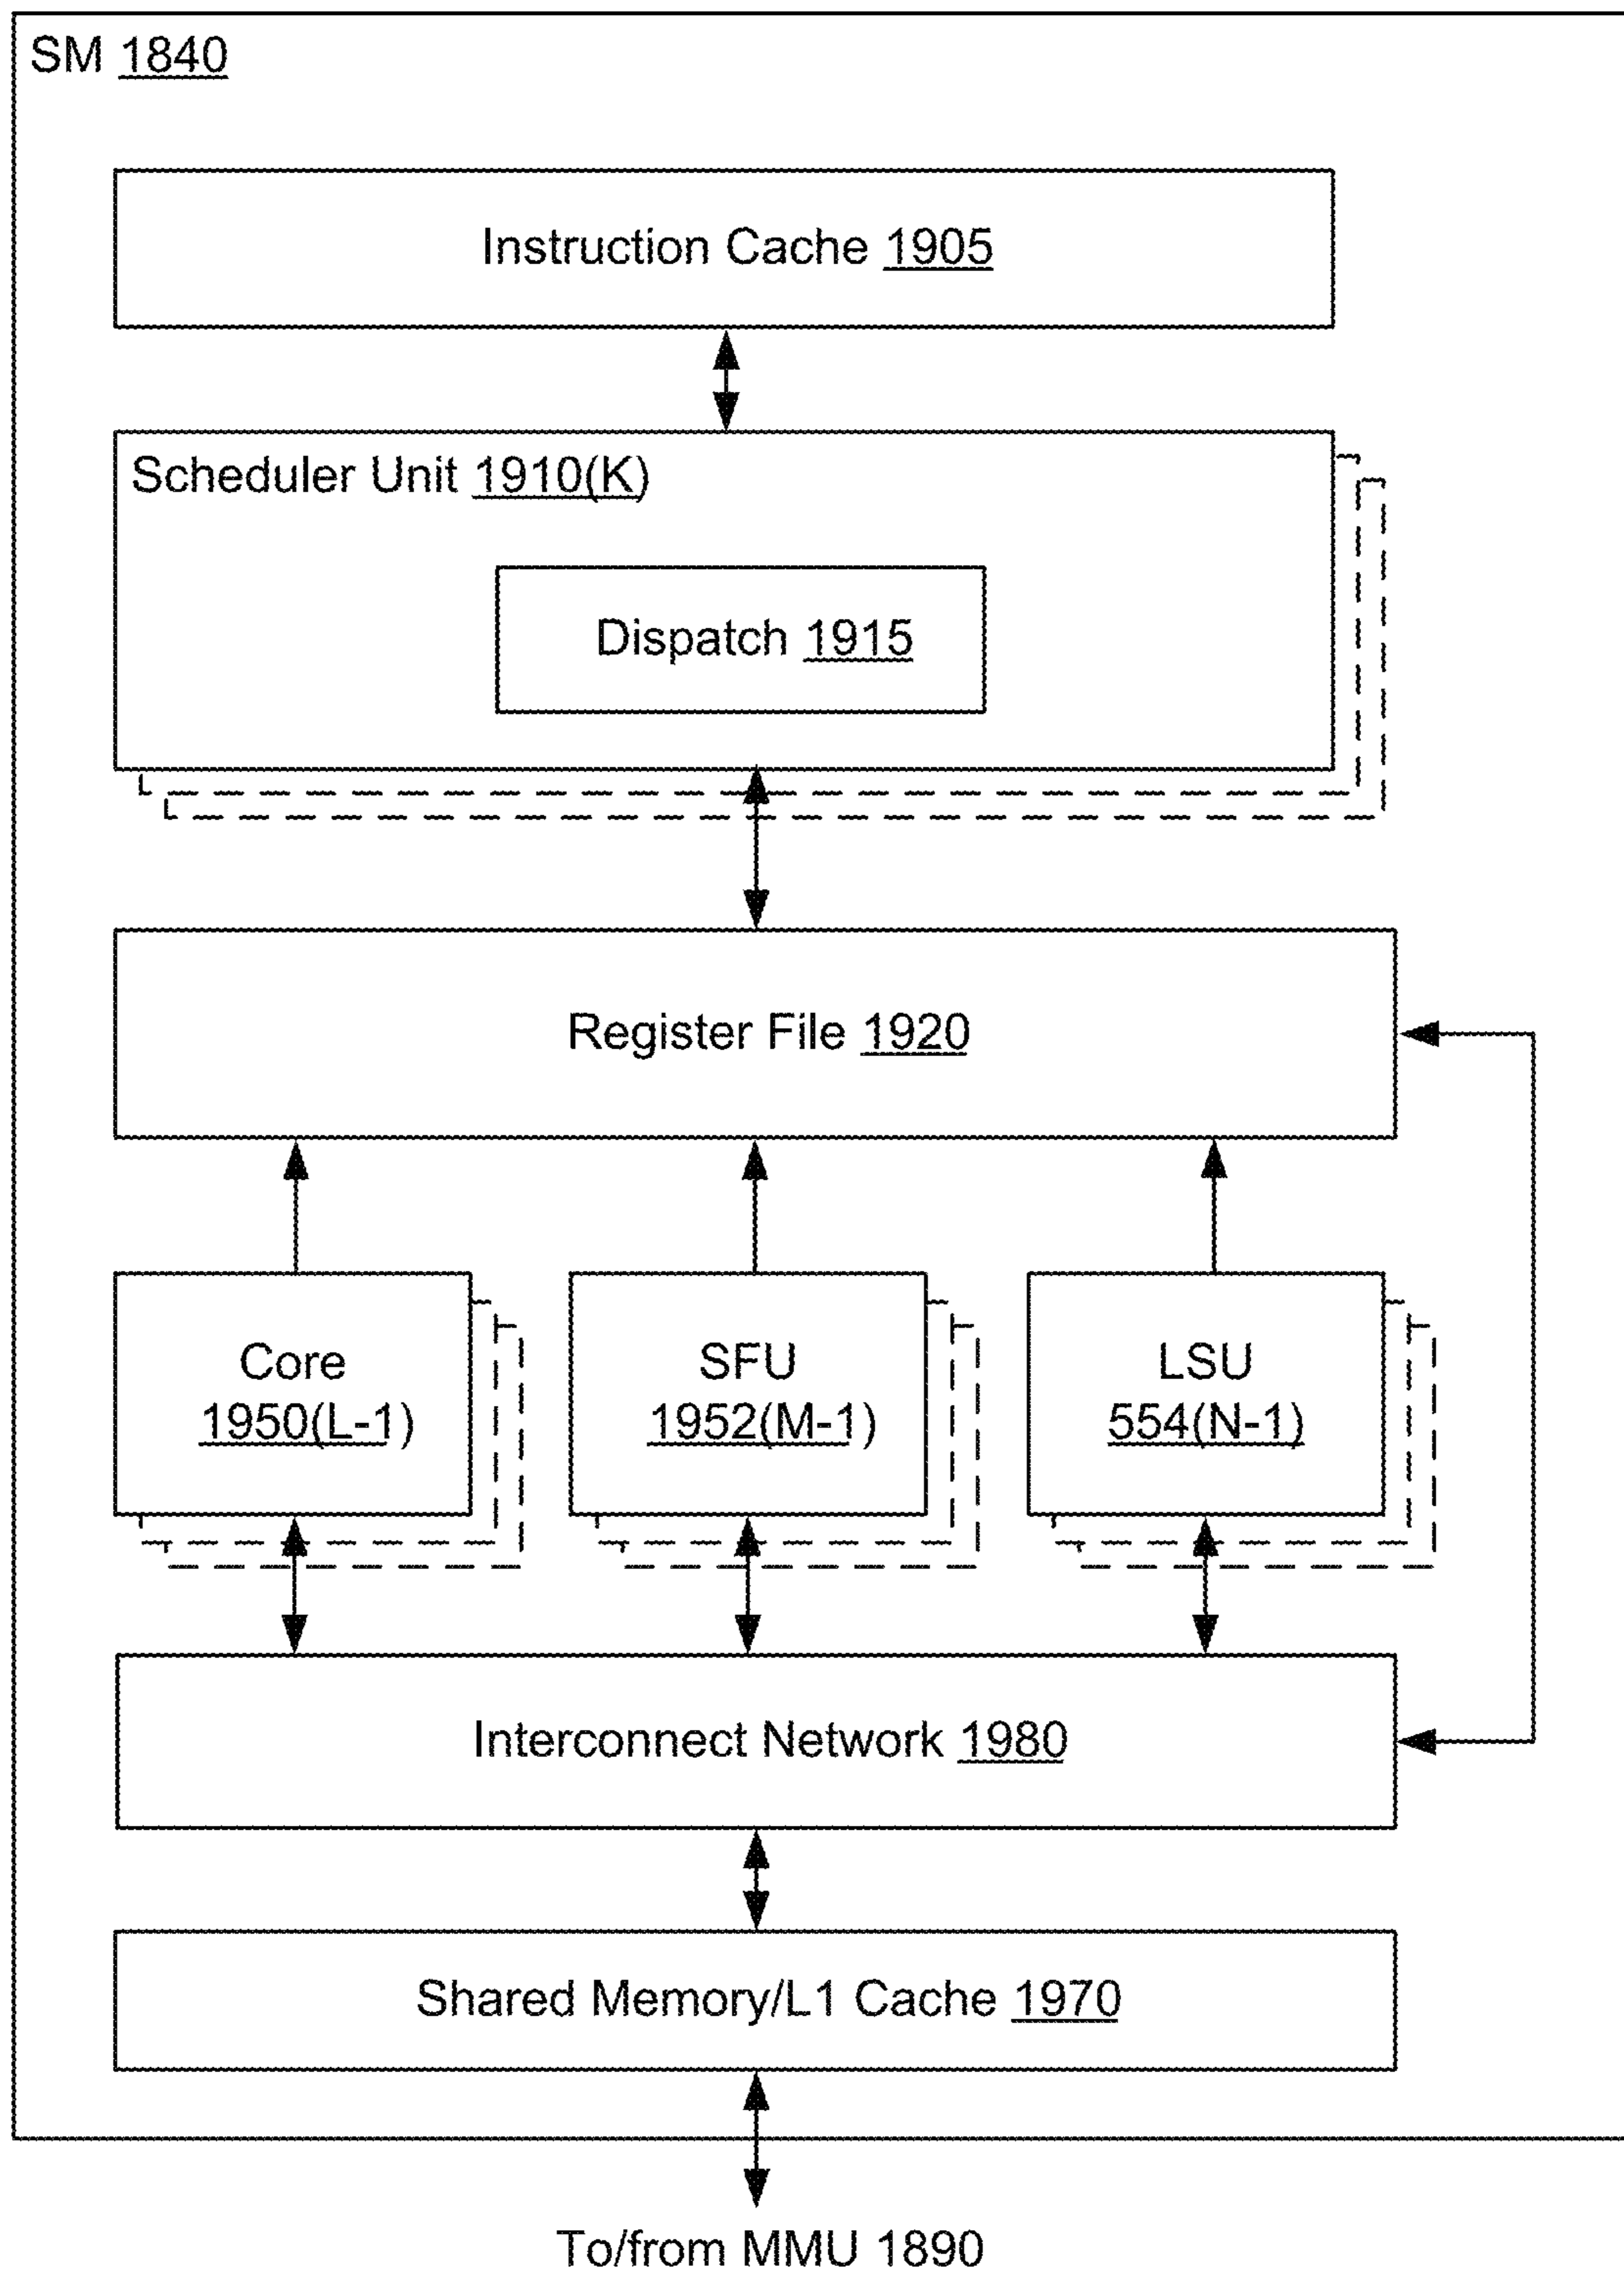 SM 1840
Instruction Cache 1905
Scheduler Unit 1910(K)
Dispatch 1915
Register File 1920
Core
1950(L-1)
SFU
1952(M-1)
LSU
554(N-1)
Interconnect Network 1980
Shared Memory/L1 Cache 1970
To/from MMU 1890